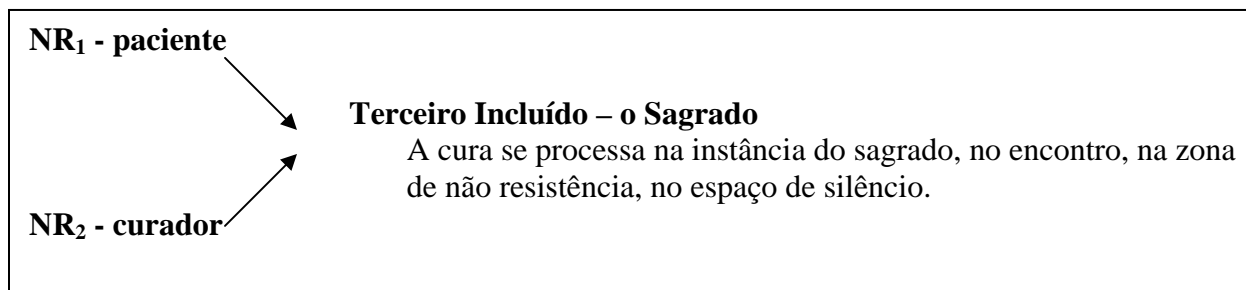 NR₁ - paciente
Terceiro Incluído – o Sagrado
A cura se processa na instância do sagrado, no encontro, na zona
de não resistência, no espaço de silêncio.
NR₂ - curador